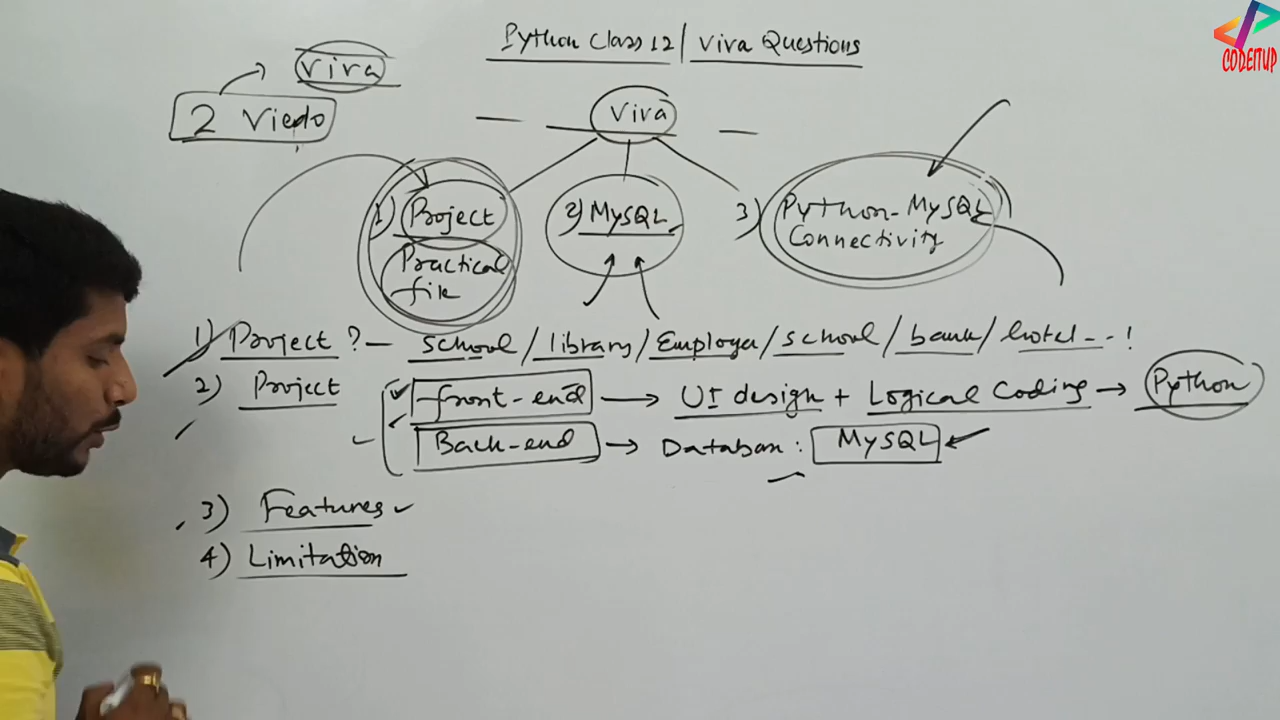 Python Class 12 | Viva Questions
CODEITUP
Viva
2 Viedo
Viva
1) Project
Practical
file
2) MySQL
3) Python-MySQL
Connectivity
1) Project ? - school / library / Employee / school / bank / hotel --- !
2) Project
front-end → UI design + Logical Coding → Python
Back-end → Database : MySQL
3) Features
4) Limitation